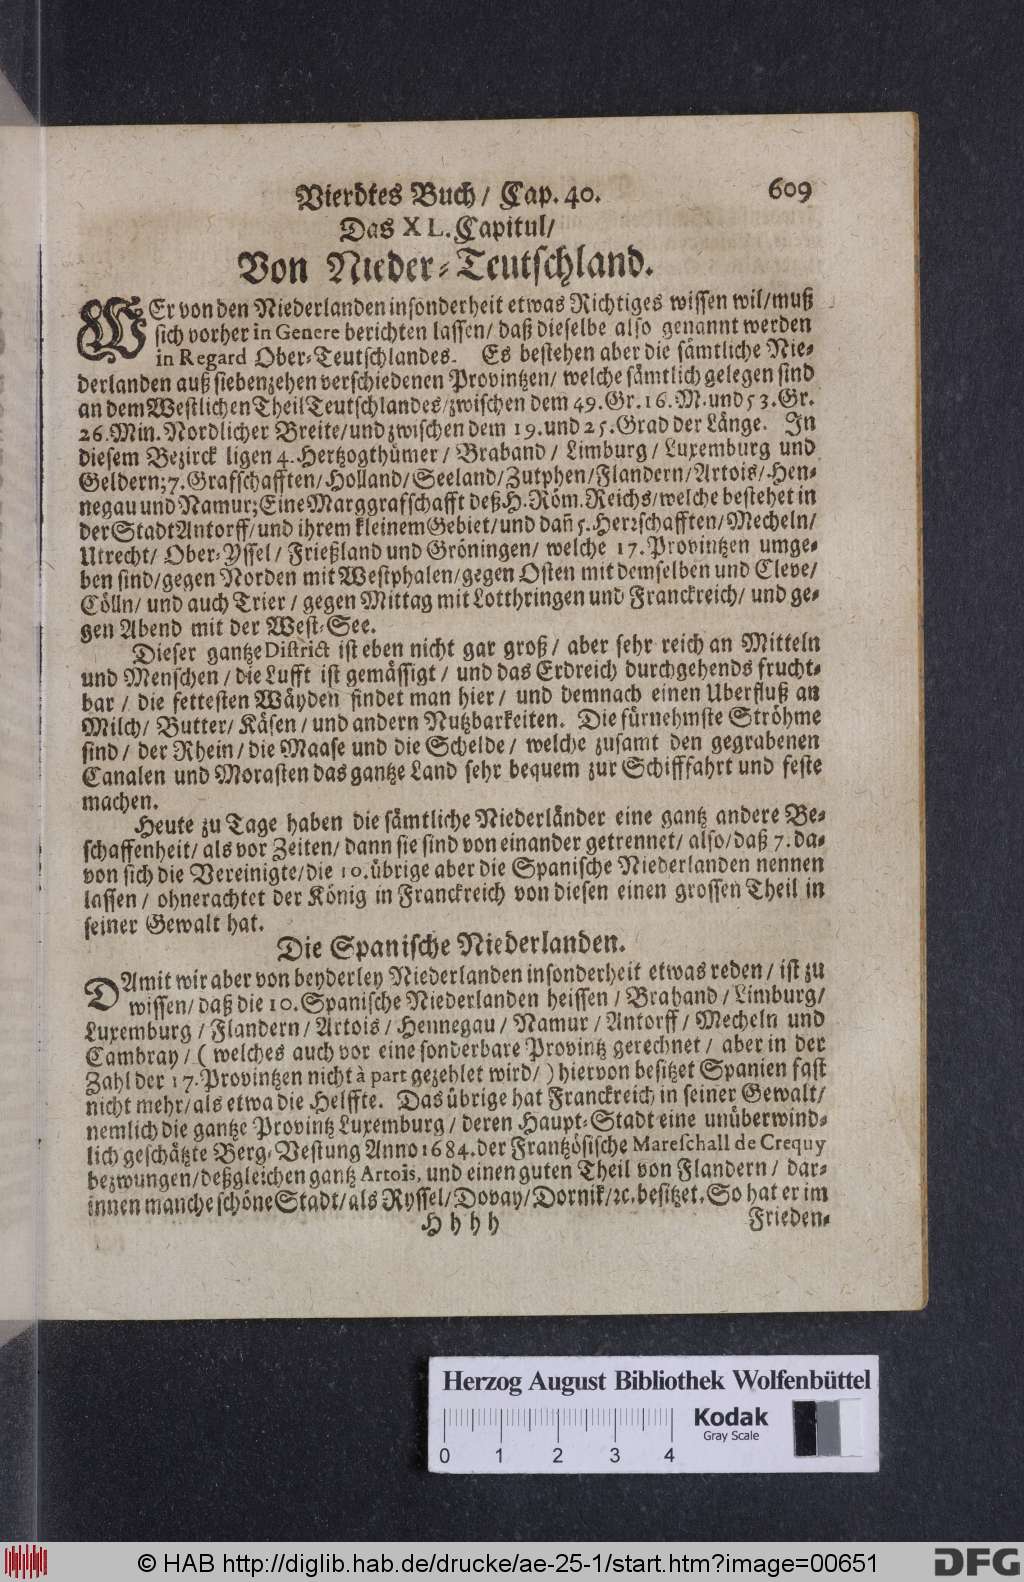 Vierdtes Buch / Cap. 40. 609
Das XL. Capitul /
Von Nieder-Teutschland.
WEr von den Niederlanden insonderheit etwas Richtiges wissen wil / muß
sich vorher in Genere berichten lassen / daß dieselbe also genannt werden
in Regard Ober-Teutschlandes. Es bestehen aber die sämtliche Nie-
derlanden auß siebenzehen verschiedenen Provintzen / welche sämtlich gelegen sind
an dem Westlichen Theil Teutschlandes / zwischen dem 49. Gr. 16. M. und 53. Gr.
26. Min. Nordlicher Breite / und zwischen dem 19. und 25. Grad der Länge. In
diesem Bezirck ligen 4. Hertzogthümer / Braband / Limburg / Luxemburg und
Geldern; 7. Grafschafften / Holland / Seeland / Zutphen / Flandern / Artois / Hen-
negau und Namur; Eine Marggrafschafft deß H. Röm. Reichs / welche bestehet in
der Stadt Antorff / und ihrem kleinem Gebiet / und dañ 5. Herrschafften / Mecheln /
Utrecht / Ober-Yssel / Frießland und Gröningen / welche 17. Provintzen umge-
ben sind / gegen Norden mit Westphalen / gegen Osten mit demselben und Cleve /
Cölln / und auch Trier / gegen Mittag mit Lotthringen und Franckreich / und ge-
gen Abend mit der West-See.
Dieser gantze District ist eben nicht gar groß / aber sehr reich an Mitteln
und Menschen / die Lufft ist gemässigt / und das Erdreich durchgehends frucht-
bar / die fettesten Wäyden findet man hier / und demnach einen Uberfluß an
Milch / Butter / Käsen / und andern Nutzbarkeiten. Die fürnehmste Ströhme
sind / der Rhein / die Maase und die Schelde / welche zusamt den gegrabenen
Canalen und Morasten das gantze Land sehr bequem zur Schifffahrt und feste
machen.
Heute zu Tage haben die sämtliche Niederländer eine gantz andere Be-
schaffenheit / als vor Zeiten / dann sie sind von einander getrennet / also / daß 7. da-
von sich die Vereinigte / die 10. übrige aber die Spanische Niederlanden nennen
lassen / ohnerachtet der König in Franckreich von diesen einen grossen Theil in
seiner Gewalt hat.
Die Spanische Niederlanden.
DAmit wir aber von beyderley Niederlanden insonderheit etwas reden / ist zu
wissen / daß die 10. Spanische Niederlanden heissen / Braband / Limburg /
Luxemburg / Flandern / Artois / Hennegau / Namur / Antorff / Mecheln und
Cambray / ( welches auch vor eine sonderbare Provintz gerechnet / aber in der
Zahl der 17. Provintzen nicht à part gezehlet wird / ) hiervon besitzet Spanien fast
nicht mehr / als etwa die Helffte. Das übrige hat Franckreich in seiner Gewalt /
nemlich die gantze Provintz Luxemburg / deren Haupt-Stadt eine unüberwind-
lich geschätzte Berg-Vestung Anno 1684. der Frantzösische Mareschall de Crequy
bezwungen / deßgleichen gantz Artois, und einen guten Theil von Flandern / dar-
innen manche schöne Stadt / als Ryssel / Dovay / Dornik / ꝛc. besitzet. So hat er im
Hhhh Frieden-
Herzog August Bibliothek Wolfenbüttel
Kodak
Gray Scale
0 1 2 3 4
© HAB http://diglib.hab.de/drucke/ae-25-1/start.htm?image=00651
DFG